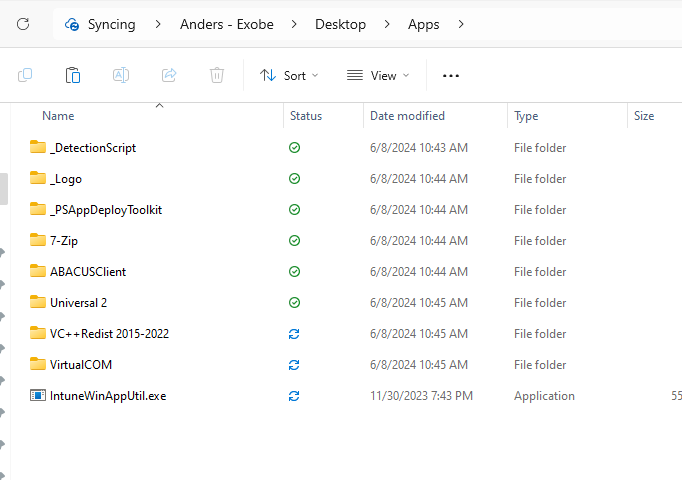 Syncing > Anders - Exobe > Desktop > Apps >
Sort View ...
Name Status Date modified Type Size
_DetectionScript 6/8/2024 10:43 AM File folder
_Logo 6/8/2024 10:44 AM File folder
_PSAppDeployToolkit 6/8/2024 10:44 AM File folder
7-Zip 6/8/2024 10:44 AM File folder
ABACUSClient 6/8/2024 10:44 AM File folder
Universal 2 6/8/2024 10:45 AM File folder
VC++Redist 2015-2022 6/8/2024 10:45 AM File folder
VirtualCOM 6/8/2024 10:45 AM File folder
IntuneWinAppUtil.exe 11/30/2023 7:43 PM Application 55